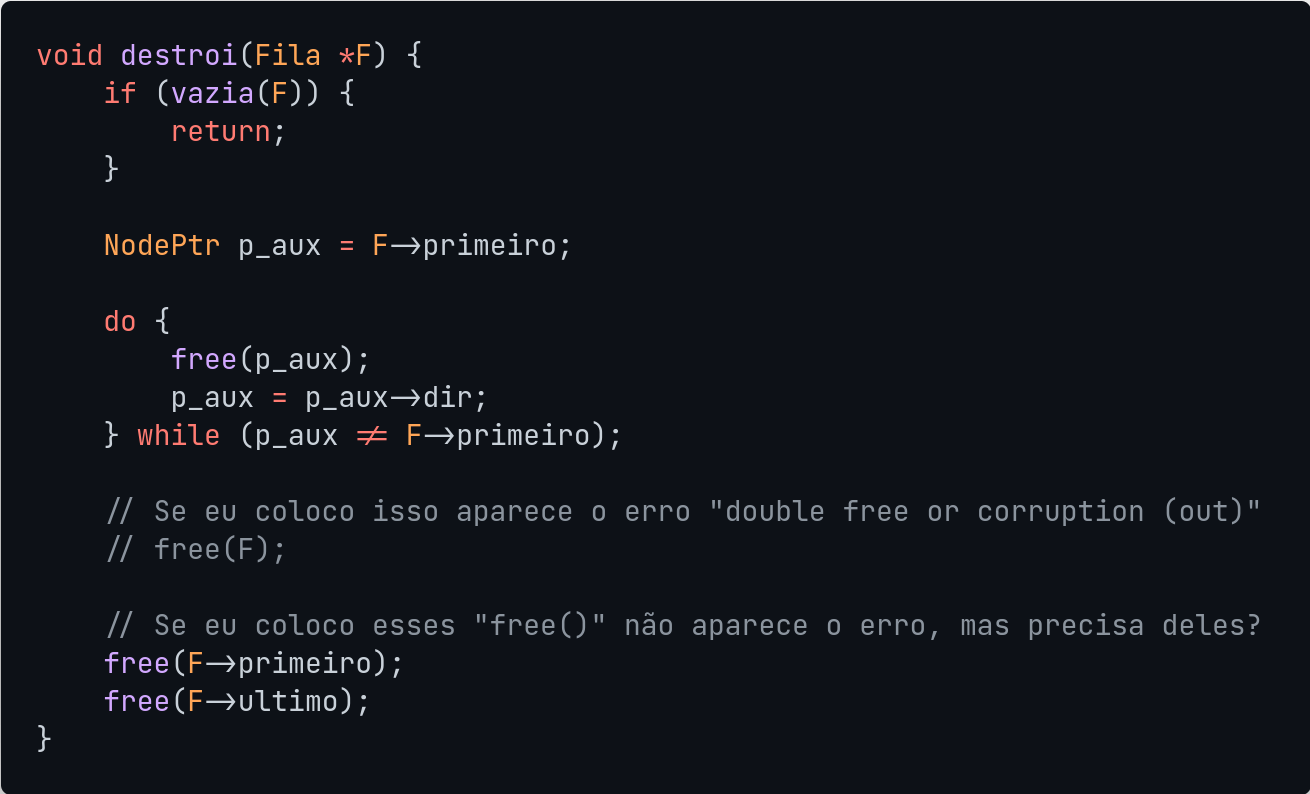 void destroi(Fila *F) {
    if (vazia(F)) {
        return;
    }
    NodePtr p_aux = F->primeiro;
    do {
        free(p_aux);
        p_aux = p_aux->dir;
    } while (p_aux != F->primeiro);
    // Se eu coloco isso aparece o erro "double free or corruption (out)"
    // free(F);
    // Se eu coloco esses "free()" não aparece o erro, mas precisa deles?
    free(F->primeiro);
    free(F->ultimo);
}